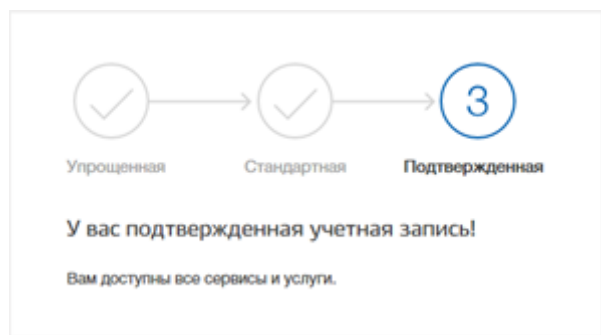 3
Упрощенная Стандартная Подтвержденная
У вас подтвержденная учетная запись!
Вам доступны все сервисы и услуги.